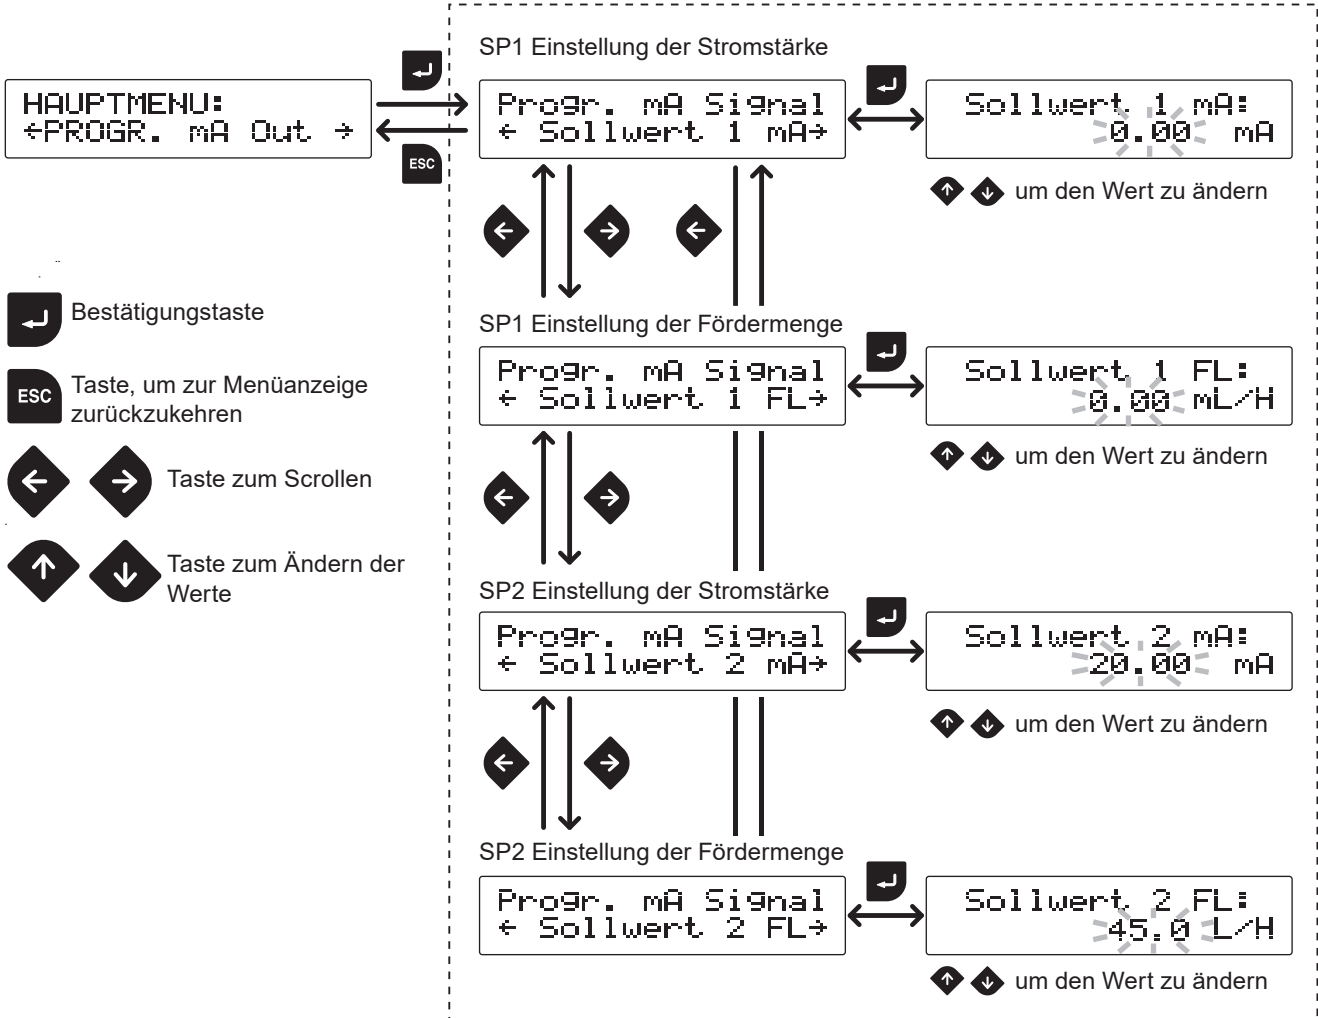 SP1 Einstellung der Stromstärke
HAUPTMENU:
←PROGR. mA Out →
ESC
Progr. mA Signal
← Sollwert 1 mA→
Sollwert 1 mA:
0.00 mA
um den Wert zu ändern
Bestätigungstaste
ESC
Taste, um zur Menüanzeige
zurückzukehren
Taste zum Scrollen
Taste zum Ändern der
Werte
SP1 Einstellung der Fördermenge
Progr. mA Signal
← Sollwert 1 FL→
Sollwert 1 FL:
0.00 mL/H
um den Wert zu ändern
SP2 Einstellung der Stromstärke
Progr. mA Signal
← Sollwert 2 mA→
Sollwert 2 mA:
20.00 mA
um den Wert zu ändern
SP2 Einstellung der Fördermenge
Progr. mA Signal
← Sollwert 2 FL→
Sollwert 2 FL:
45.0 L/H
um den Wert zu ändern